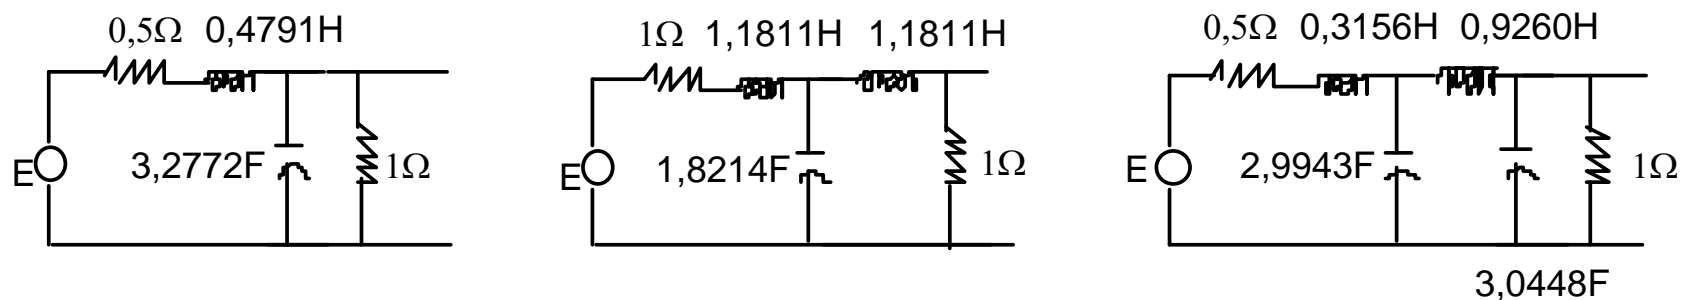 0,5Ω 0,4791H
E
3,2772F
1Ω
1Ω 1,1811H 1,1811H
E
1,8214F
1Ω
0,5Ω 0,3156H 0,9260H
E
2,9943F
1Ω
3,0448F